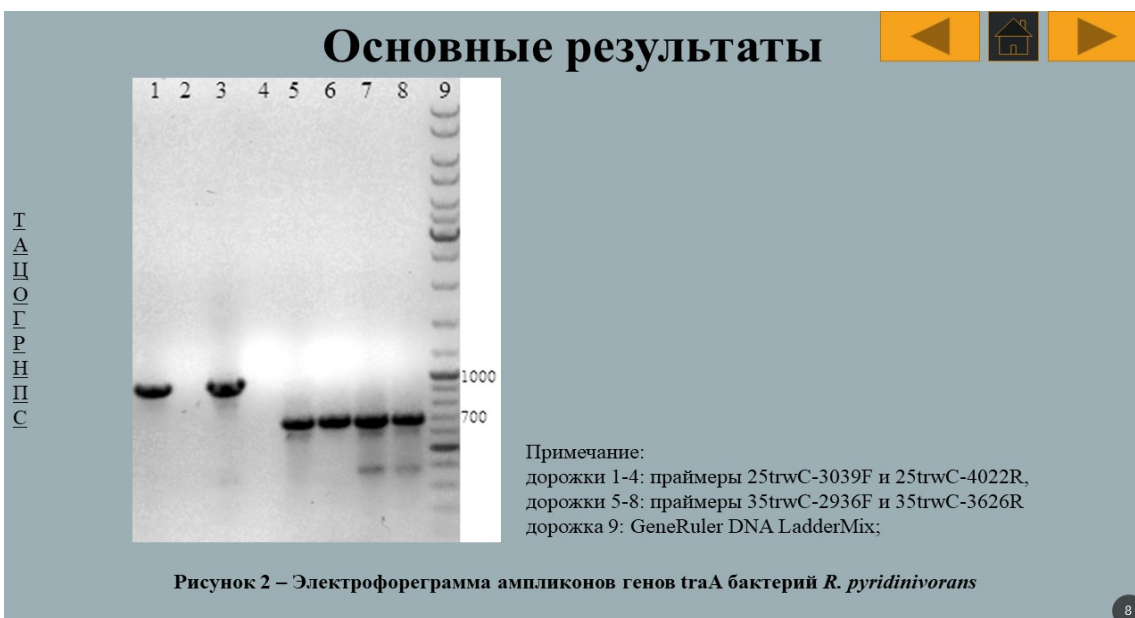 Основные результаты
1 2 3 4 5 6 7 8 9
1000
700
Т
А
Ц
О
Г
Р
Н
П
С
Примечание:
дорожки 1-4: праймеры 25trwC-3039F и 25trwC-4022R,
дорожки 5-8: праймеры 35trwC-2936F и 35trwC-3626R
дорожка 9: GeneRuler DNA LadderMix;
Рисунок 2 – Электрофореграмма ампликонов генов traA бактерий R. pyridinivorans
8